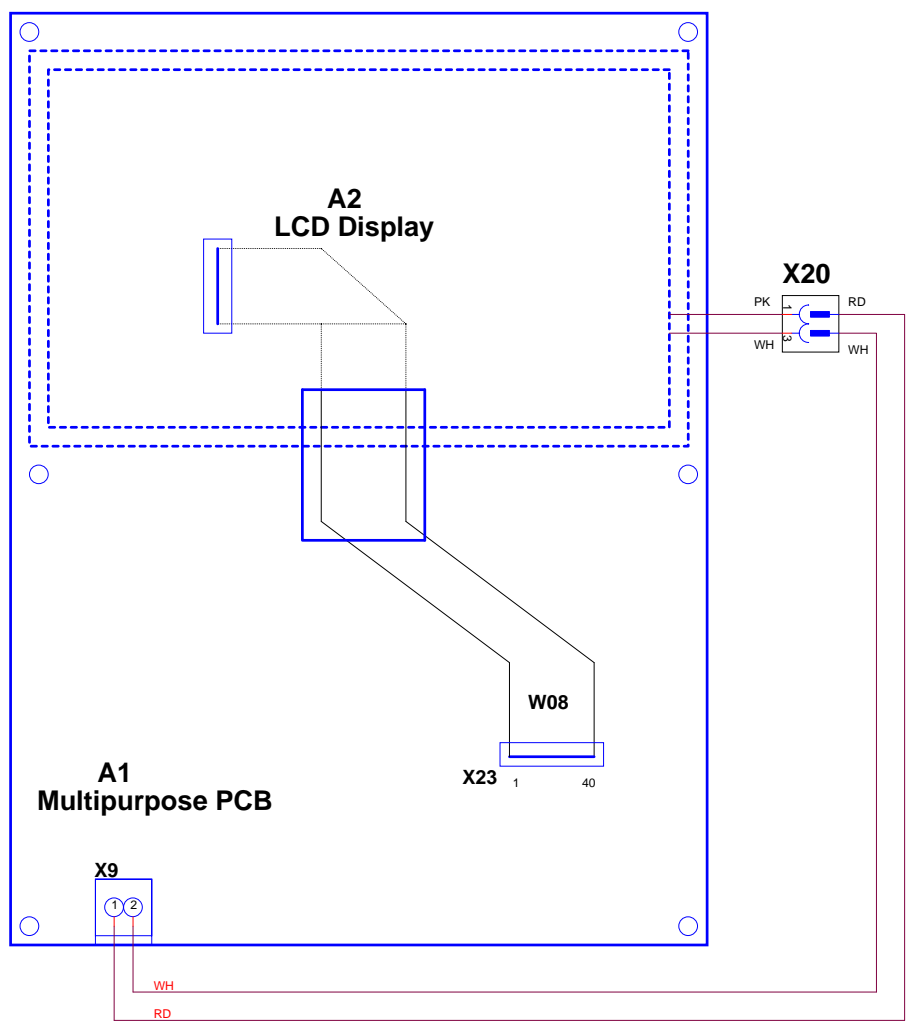 A2
LCD Display
X20
PK
1
RD
WH
3
WH
W08
X23
1
40
A1
Multipurpose PCB
X9
1
2
WH
RD